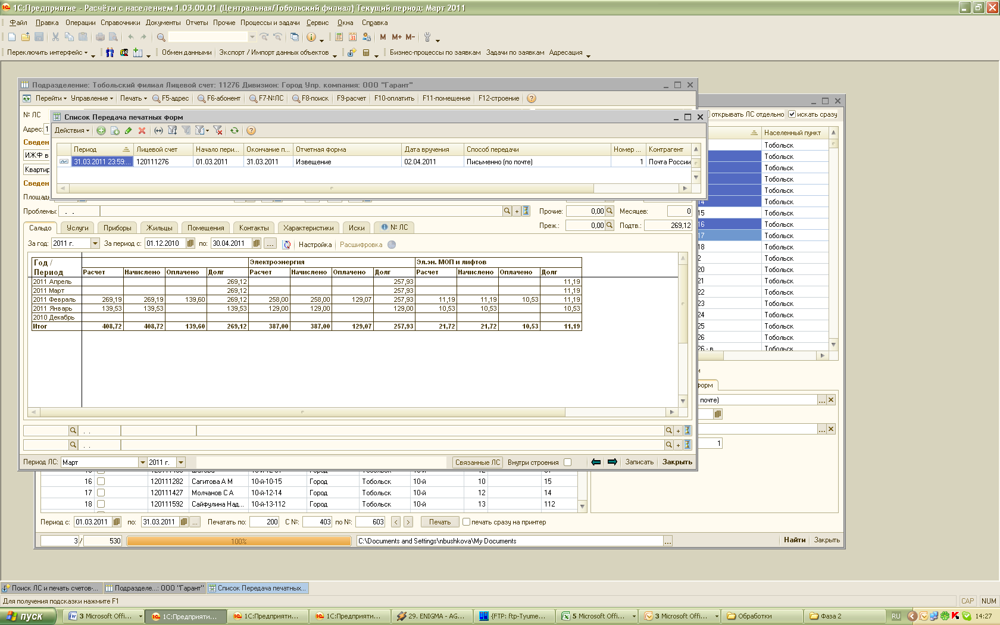 1С:Предприятие - Расчёты с населением 1.03.00.01 (Центральная/Тобольский филиал) Текущий период: Март 2011
Файл Правка Операции Справочники Документы Отчеты Прочие Процессы и задачи Сервис Окна Справка
31 M M+ M-
Переключить интерфейс Обмен данными Экспорт / Импорт данных объектов Бизнес-процессы по заявкам Задачи по заявкам Адресация
Подразделение: Тобольский филиал Лицевой счет: 11276 Дивизион: Город Упр. компания: ООО "Гарант"
Перейти Управление Печать F5-адрес F6-абонент F7-№ЛС F8-поиск F9-расчет F10-оплатить F11-помещение F12-строение
№ ЛС
открывать ЛС отдельно искать сразу
Список Передача печатных форм
Адрес: 1
Действия
Населенный пункт
Сведен
Период Лицевой счет Начало пери... Окончание п... Отчетная форма Дата вручения Способ передачи Номер ... Контрагент
31.03.2011 23:59:... 120111276 01.03.2011 31.03.2011 Извещение 02.04.2011 Письменно (по почте) 1 Почта России
ИЖФ в
Квартир
Сведен
Площадь
Тобольск
Тобольск
Тобольск
Тобольск
Тобольск
14 Тобольск
15 Тобольск
16 Тобольск
17 Тобольск
18 Тобольск
2 Тобольск
20 Тобольск
21 Тобольск
22 Тобольск
23 Тобольск
24 Тобольск
25 Тобольск
26 Тобольск
26 - в Тобольск
Проблемы: . . Прочие: 0,00 Месяцев: 0
Преж.: 0,00 Подтв.: 269,12
Сальдо Услуги Приборы Жильцы Помещения Контакты Характеристики Иски № ЛС
За год: 2011 г. За период с: 01.12.2010 по: 30.04.2011 ... Настройка Расшифровка
Год / Период Электроэнергия Эл.эн. МОП и лифтов
Расчет Начислено Оплачено Долг Расчет Начислено Оплачено Долг Расчет Начислено Оплачено Долг
2011 Апрель 269,12 257,93 11,19
2011 Март 269,12 257,93 11,19
2011 Февраль 269,19 269,19 139,60 269,12 258,00 258,00 129,07 257,93 11,19 11,19 10,53 11,19
2011 Январь 139,53 139,53 139,53 129,00 129,00 129,00 10,53 10,53 10,53
2010 Декабрь
Итог 408,72 408,72 139,60 269,12 387,00 387,00 129,07 257,93 21,72 21,72 10,53 11,19
форм
почте) ...
...
1
. .
. .
Период ЛС: Март 2011 г. Связанные ЛС Внутри строения Записать Закрыть
16 120111282 Сагитова А М 10-й-10-15 Город Тобольск 10-й 10 15
17 120111427 Молчанов С А 10-й-12-14 Город Тобольск 10-й 12 14
18 120111592 Сайфулина Над... 10-й-13-112 Город Тобольск 10-й 13 112
Период с: 01.03.2011 по: 31.03.2011 ... Печатать по: 200 С №: 403 по №: 603 < > Печать печать сразу на принтер
3 / 530 100% C:\Documents and Settings\nbushkova\My Documents ... Найти Закрыть
Поиск ЛС и печать счетов-... Подразделе...: ООО "Гарант" Список Передача печатных...
Для получения подсказки нажмите F1 CAP NUM
пуск 3 Microsoft Offi... 1С:Предприяти... 1С:Предприяти... 1С:Предприяти... 29. ENIGMA - AG... {FTP: ftp-Tyume... 5 Microsoft Offi... 3 Microsoft Offi... Обработки Фаза 2 RU 14:27